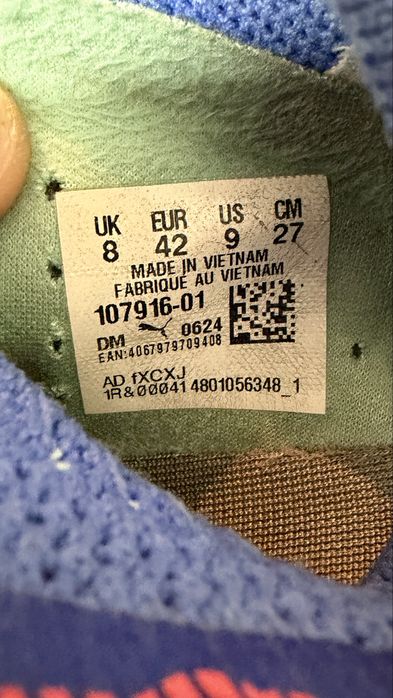 UK EUR US CM
8 42 9 27
MADE IN VIETNAM
FABRIQUE AU VIETNAM
107916-01
DM 0624
EAN:4067979709408
AD fXCXJ
1R&00041 4801056348_1